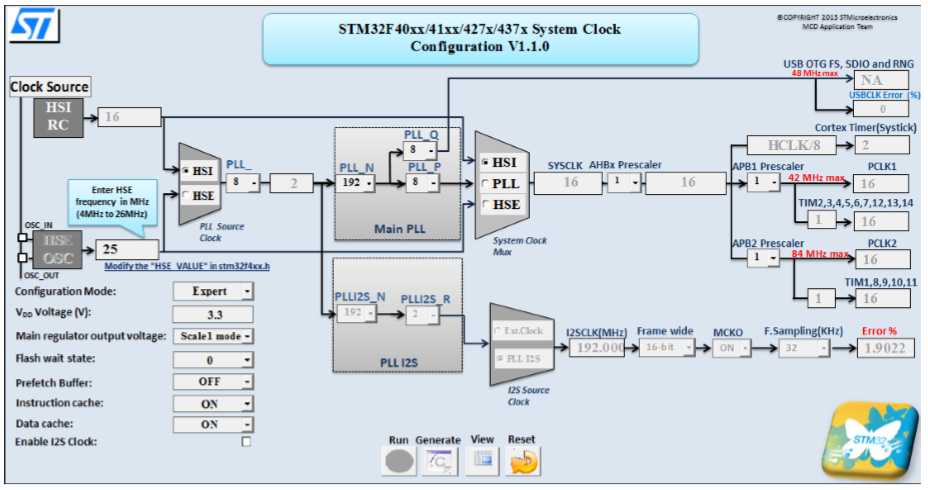 ST
STM32F40xx/41xx/427x/437x System Clock
Configuration V1.1.0
©COPYRIGHT 2013 STMicroelectronics
MCD Application Team
USB OTG FS, SDIO and RNG
48 MHz max
NA
USBCLK Error (%)
0
Clock Source
HSI
RC
16
Cortex Timer(Systick)
HCLK/8
2
PLL_Q
8
PLL_N
192
PLL_P
8
Main PLL
HSI
HSE
PLL Source
Clock
PLL_
8
2
HSI
PLL
HSE
System Clock
Mux
SYSCLK
16
AHBx Prescaler
1
16
APB1 Prescaler
1
42 MHz max
PCLK1
16
TIM2,3,4,5,6,7,12,13,14
1
16
APB2 Prescaler
1
84 MHz max
PCLK2
16
TIM1,8,9,10,11
1
16
Enter HSE
frequency in MHz
(4MHz to 26MHz)
OSC_IN
HSE
OSC
OSC_OUT
25
Modify the "HSE_VALUE" in stm32f4xx.h
Configuration Mode:
Expert
VDD Voltage (V):
3.3
Main regulator output voltage:
Scale1 mode
Flash wait state:
0
Prefetch Buffer:
OFF
Instruction cache:
ON
Data cache:
ON
Enable I2S Clock:
PLLI2S_N
192
PLLI2S_R
2
PLL I2S
Ext.Clock
PLL I2S
I2S Source
Clock
I2SCLK(MHz)
192.000
Frame wide
16-bit
MCKO
ON
F.Sampling(KHz)
32
Error %
1.9022
Run
Generate
View
Reset
STM32